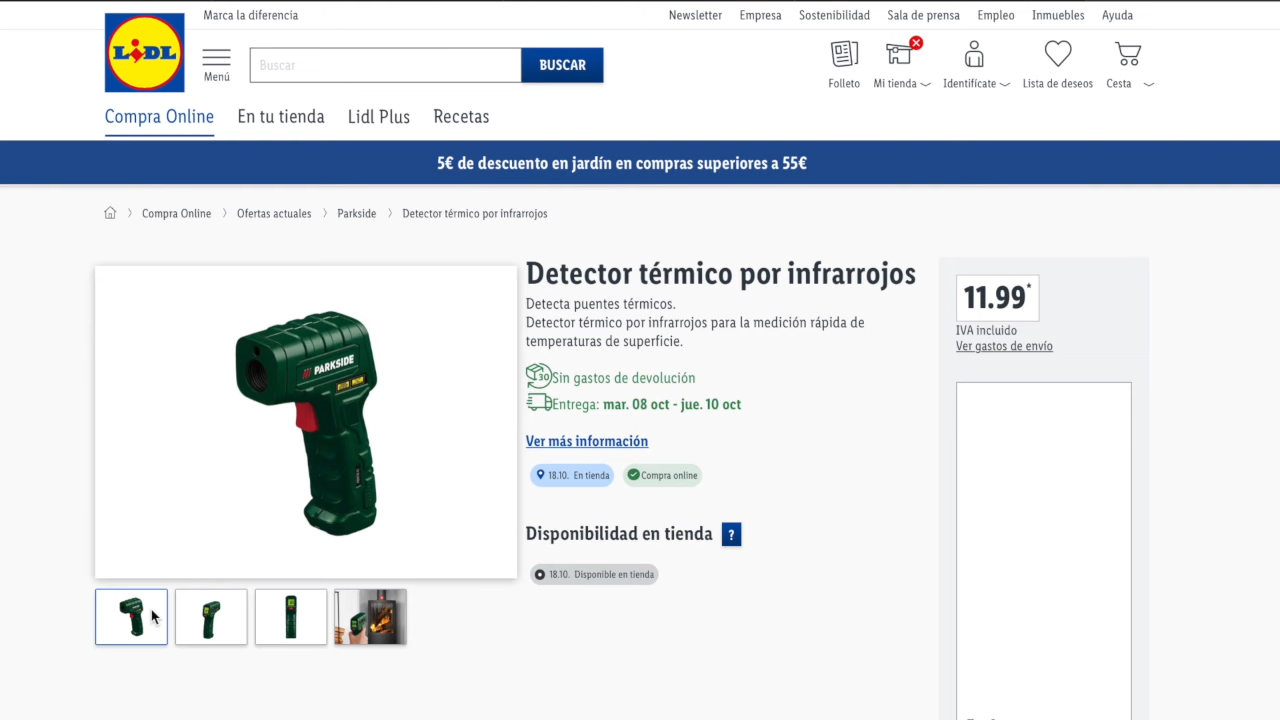 Marca la diferencia
Newsletter Empresa Sostenibilidad Sala de prensa Empleo Inmuebles Ayuda
LIDL
Menú
Buscar
BUSCAR
Folleto Mi tienda Identifícate Lista de deseos Cesta
Compra Online En tu tienda Lidl Plus Recetas
5€ de descuento en jardín en compras superiores a 55€
Compra Online Ofertas actuales Parkside Detector térmico por infrarrojos
PARKSIDE
Detector térmico por infrarrojos
Detecta puentes térmicos.
Detector térmico por infrarrojos para la medición rápida de
temperaturas de superficie.
30 Sin gastos de devolución
Entrega: mar. 08 oct - jue. 10 oct
Ver más información
18.10. En tienda Compra online
Disponibilidad en tienda ?
18.10. Disponible en tienda
11.99*
IVA incluido
Ver gastos de envío